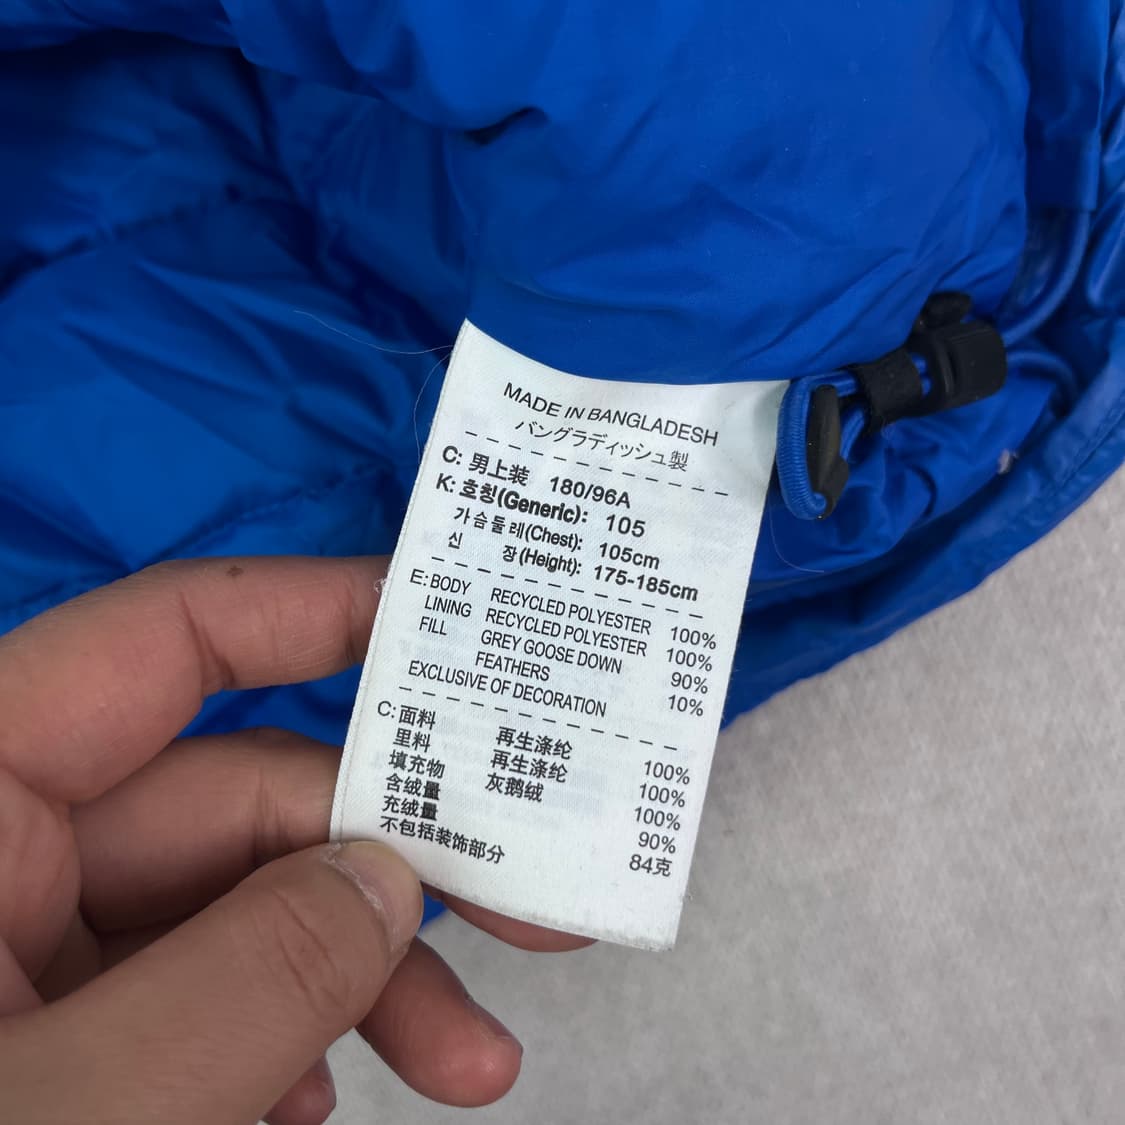 MADE IN BANGLADESH
バングラディッシュ製
C: 男上装 180/96A
K: 호칭(Generic): 105
가슴둘레(Chest): 105cm
신 장(Height): 175-185cm
E: BODY RECYCLED POLYESTER 100%
LINING RECYCLED POLYESTER 100%
FILL GREY GOOSE DOWN 90%
FEATHERS 10%
EXCLUSIVE OF DECORATION
C: 面料 再生涤纶 100%
里料 再生涤纶 100%
填充物 灰鹅绒 100%
含绒量 90%
充绒量 84克
不包括装饰部分